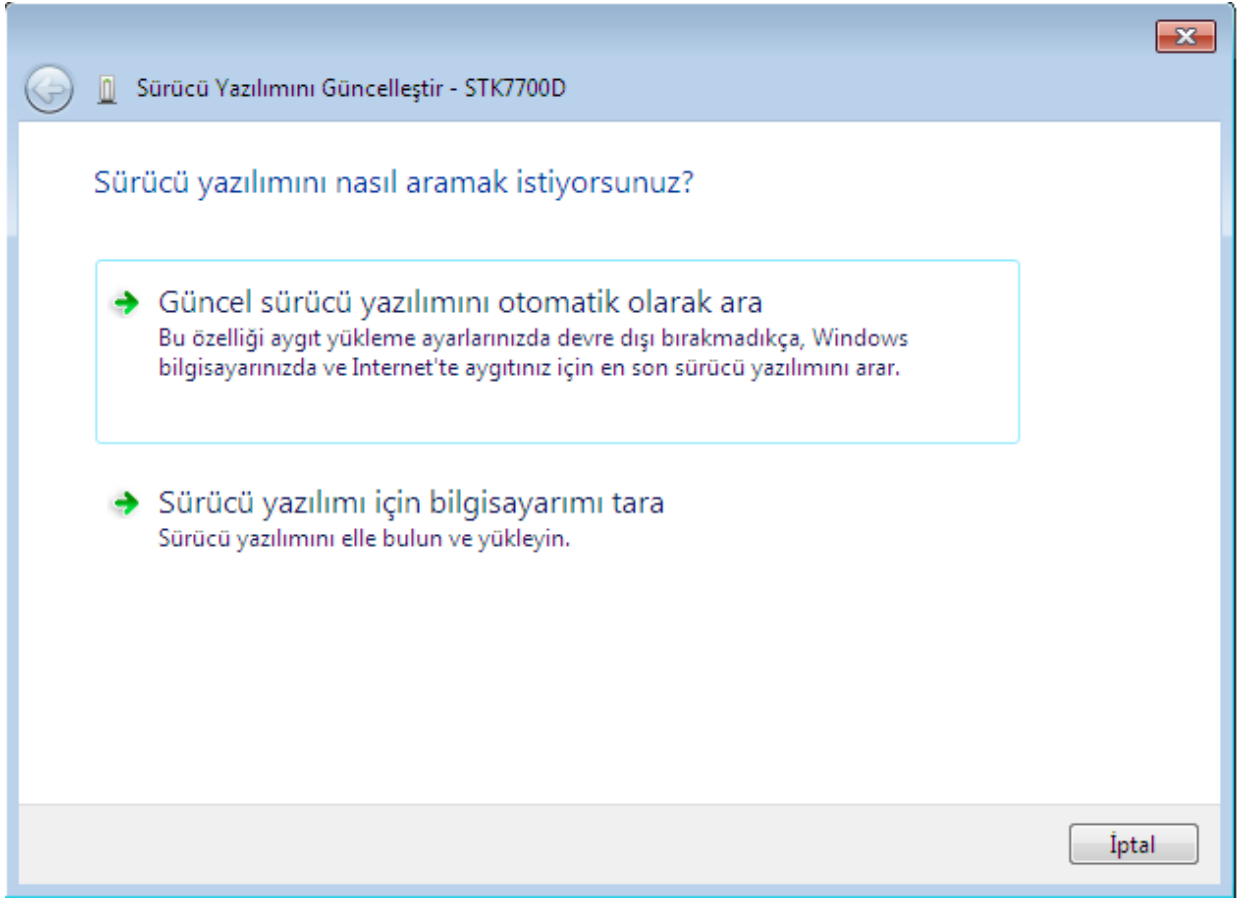 Sürücü Yazılımını Güncelleştir - STK7700D
Sürücü yazılımını nasıl aramak istiyorsunuz?
Güncel sürücü yazılımını otomatik olarak ara
Bu özelliği aygıt yükleme ayarlarınızda devre dışı bırakmadıkça, Windows
bilgisayarınızda ve Internet'te aygıtınız için en son sürücü yazılımını arar.
Sürücü yazılımı için bilgisayarımı tara
Sürücü yazılımını elle bulun ve yükleyin.
İptal